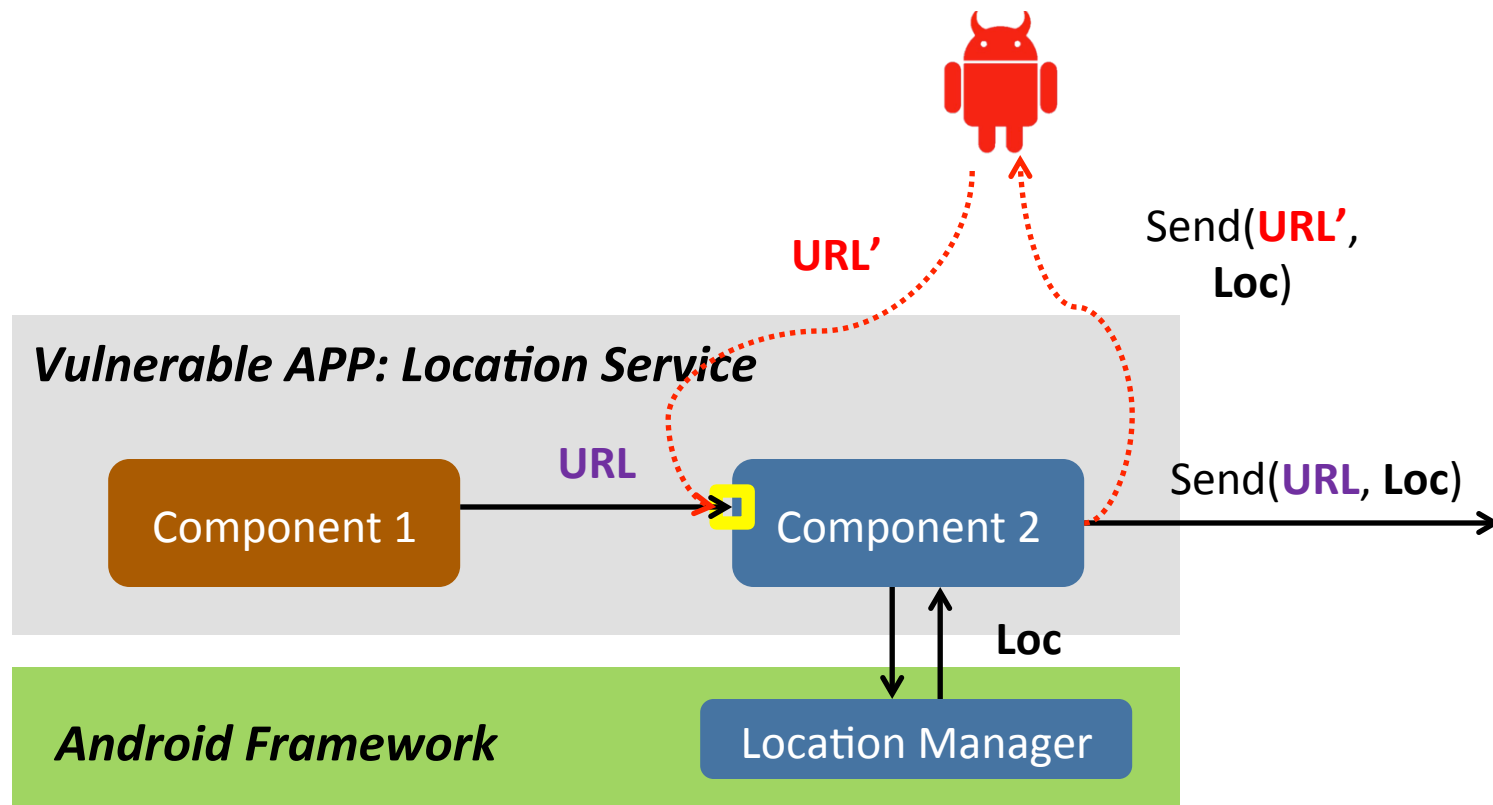 URL’
Send(URL’,
Loc)
Vulnerable APP: Location Service
URL
Send(URL, Loc)
Component 1
Component 2
Loc
Android Framework
Location Manager